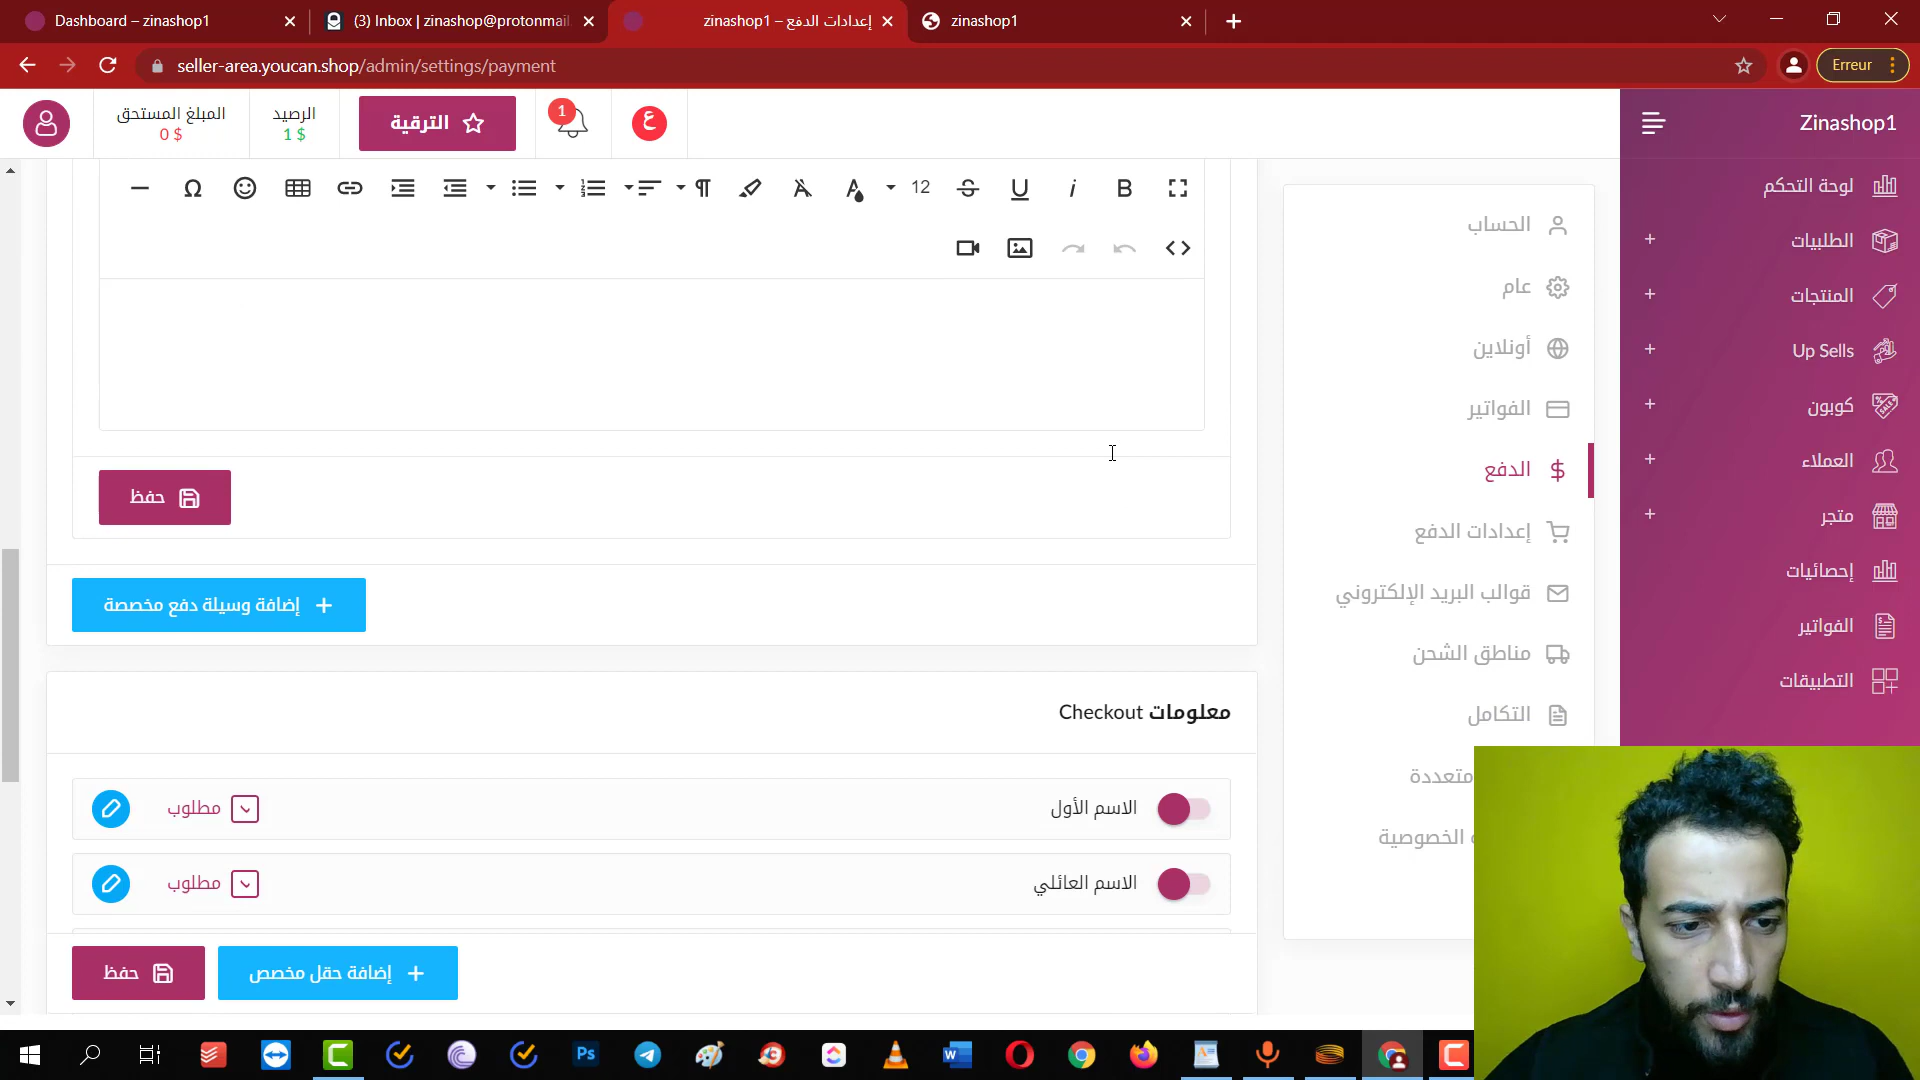 Dashboard – zinashop1
(3) Inbox | zinashop@protonmail.
إعدادات الدفع – zinashop1
zinashop1
seller-area.youcan.shop/admin/settings/payment
Erreur
Zinashop1
المبلغ المستحق
0 $
الرصيد
1 $
الترقية
1
ع
12
حفظ
إضافة وسيلة دفع مخصصة
معلومات Checkout
الاسم الأول
مطلوب
الاسم العائلي
مطلوب
حفظ
إضافة حقل مخصص
الحساب
عام
أونلاين
الفواتير
الدفع
إعدادات الدفع
قوالب البريد الإلكتروني
مناطق الشحن
التكامل
متعددة
الخصوصية
لوحة التحكم
الطلبيات
المنتجات
Up Sells
كوبون
العملاء
متجر
إحصائيات
الفواتير
التطبيقات